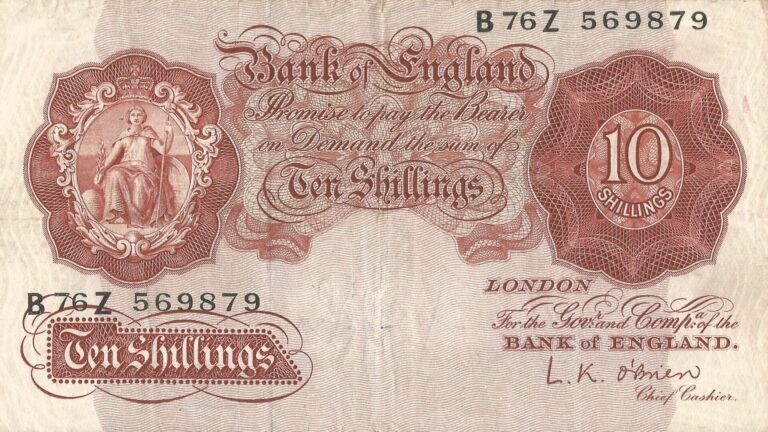 B76Z 569879
Bank of England
Promise to pay the Bearer
on Demand the sum of
Ten Shillings
10
SHILLINGS
LONDON
For the Govr. and Compa. of the
BANK of ENGLAND.
L. K. O'Brien
Chief Cashier.
B76Z 569879
Ten Shillings